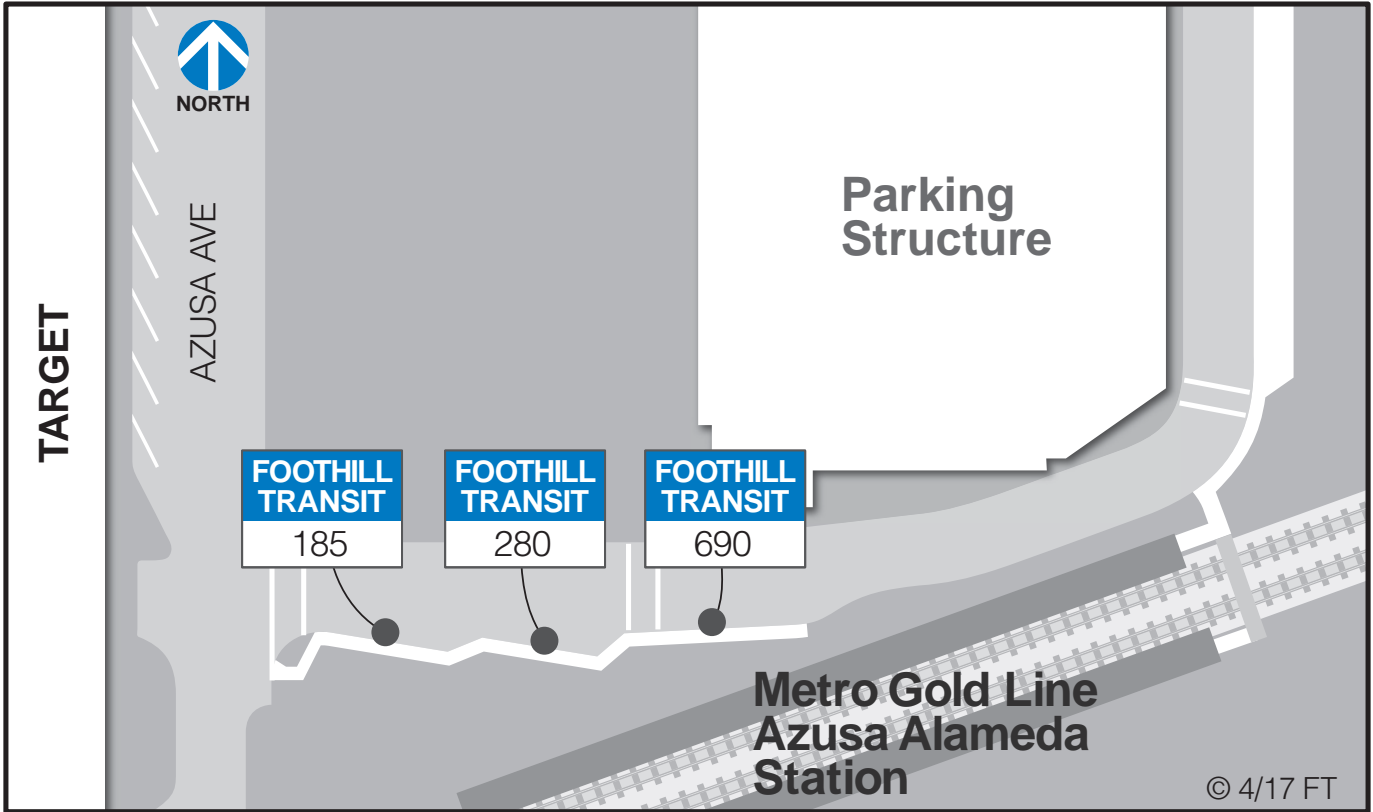 NORTH
AZUSA AVE
TARGET
Parking
Structure
FOOTHILL
TRANSIT
185
FOOTHILL
TRANSIT
280
FOOTHILL
TRANSIT
690
Metro Gold Line
Azusa Alameda
Station
© 4/17 FT